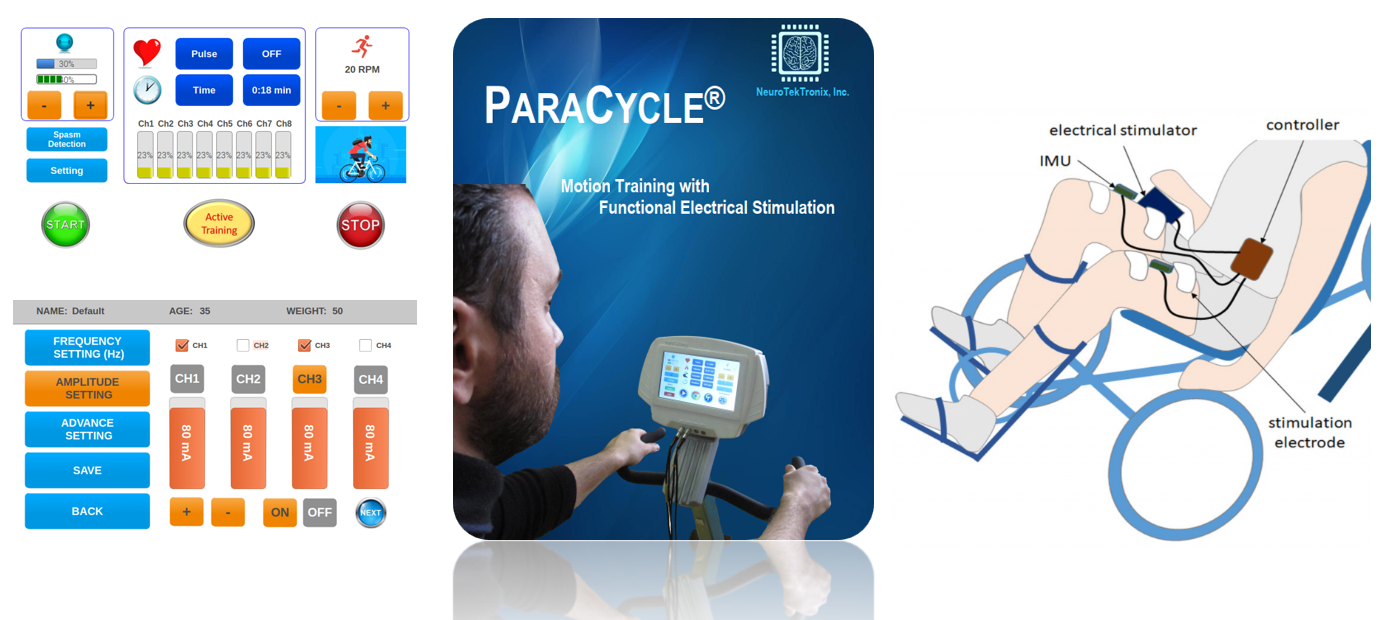 30%
40%
-
+
Spasm
Detection
Setting
Pulse
OFF
Time
0:18 min
Ch1 Ch2 Ch3 Ch4 Ch5 Ch6 Ch7 Ch8
23% 23% 23% 23% 23% 23% 23% 23%
20 RPM
-
+
START
Active
Training
STOP
NAME: Default AGE: 35 WEIGHT: 50
FREQUENCY
SETTING (Hz)
AMPLITUDE
SETTING
ADVANCE
SETTING
SAVE
BACK
CH1 CH2 CH3 CH4
CH1 CH2 CH3 CH4
80 mA 80 mA 80 mA 80 mA
+ - ON OFF NEXT
NeuroTekTronix, Inc.
PARACYCLE®
Motion Training with
Functional Electrical Stimulation
electrical stimulator
controller
IMU
stimulation
electrode